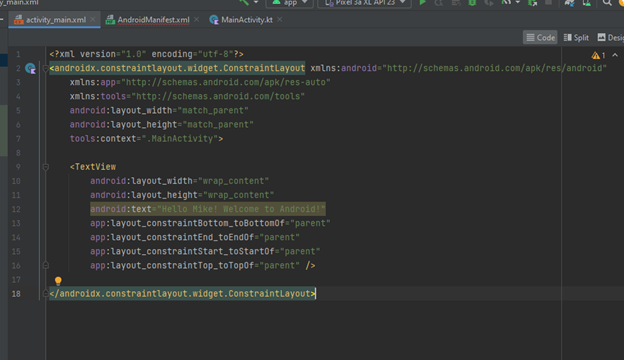 y_main.xml
app
Pixel 3a XL API 23
activity_main.xml
AndroidManifest.xml
MainActivity.kt
Code
Split
1
1 <?xml version="1.0" encoding="utf-8"?>
2 <androidx.constraintlayout.widget.ConstraintLayout xmlns:android="http://schemas.android.com/apk/res/android"
3 xmlns:app="http://schemas.android.com/apk/res-auto"
4 xmlns:tools="http://schemas.android.com/tools"
5 android:layout_width="match_parent"
6 android:layout_height="match_parent"
7 tools:context=".MainActivity">
8
9 <TextView
10 android:layout_width="wrap_content"
11 android:layout_height="wrap_content"
12 android:text="Hello Mike! Welcome to Android!"
13 app:layout_constraintBottom_toBottomOf="parent"
14 app:layout_constraintEnd_toEndOf="parent"
15 app:layout_constraintStart_toStartOf="parent"
16 app:layout_constraintTop_toTopOf="parent" />
17
18 </androidx.constraintlayout.widget.ConstraintLayout>